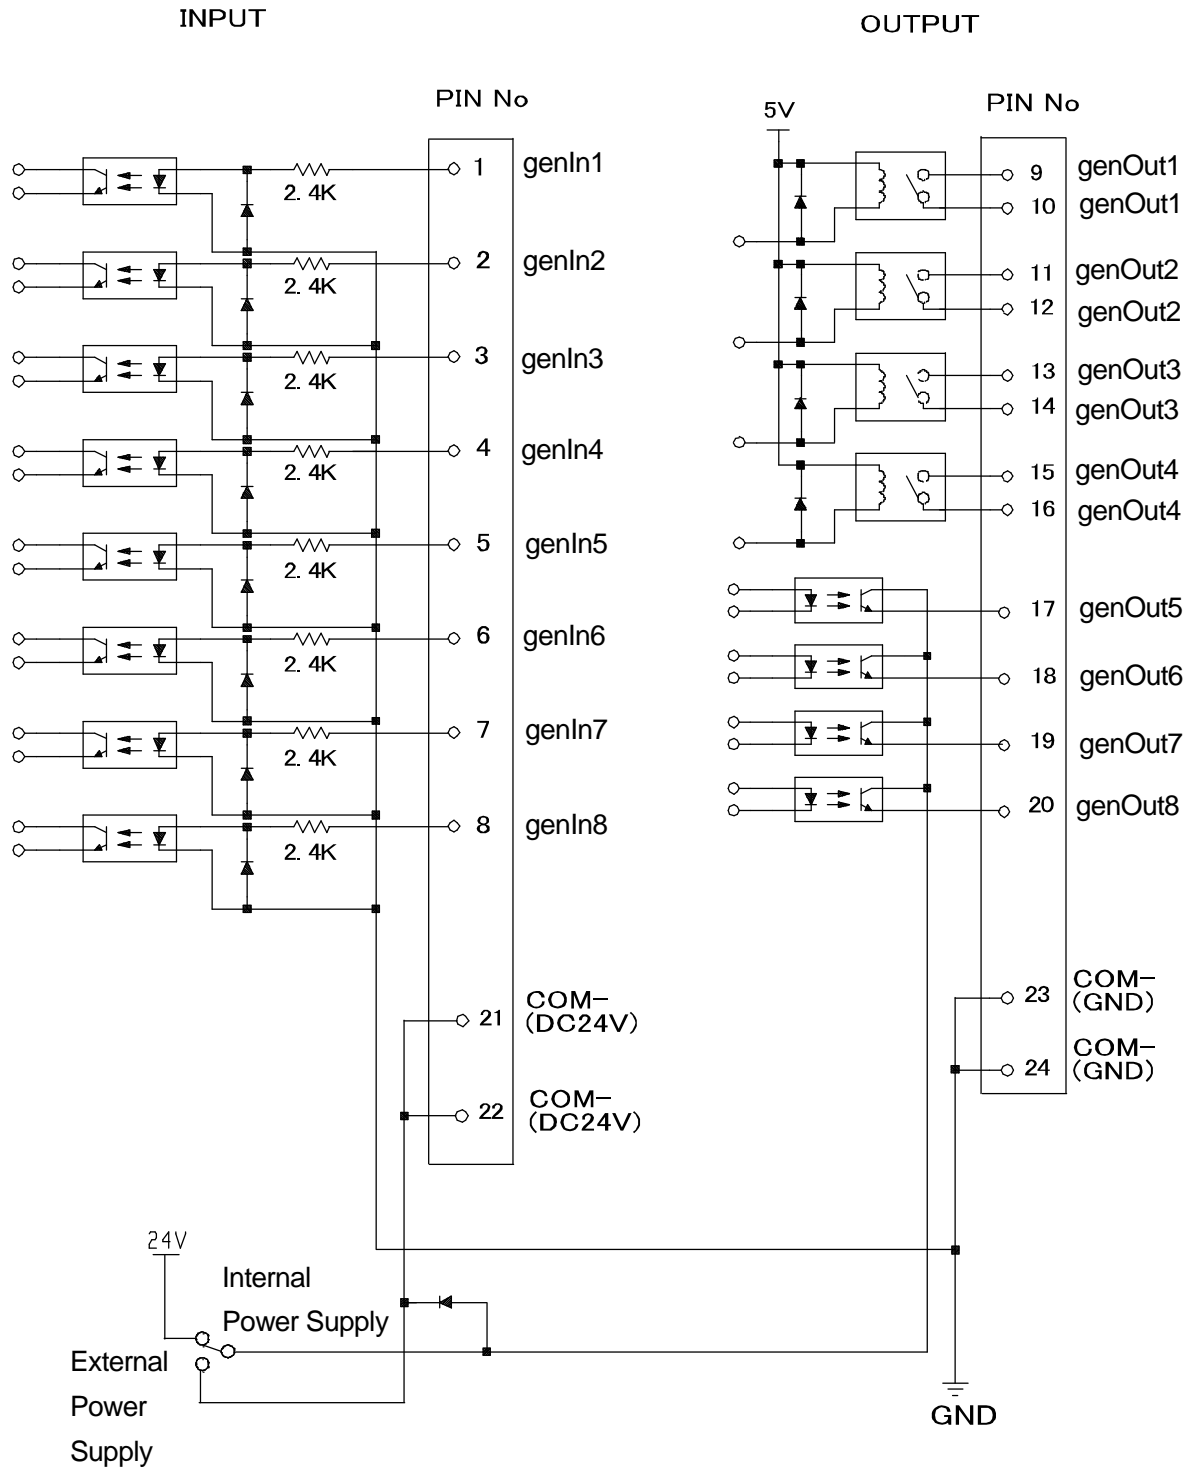 INPUT
OUTPUT
PIN No
PIN No
5V
1 genIn1
2.4K
2 genIn2
2.4K
3 genIn3
2.4K
4 genIn4
2.4K
5 genIn5
2.4K
6 genIn6
2.4K
7 genIn7
2.4K
8 genIn8
2.4K
21 COM-
(DC24V)
22 COM-
(DC24V)
9 genOut1
10 genOut1
11 genOut2
12 genOut2
13 genOut3
14 genOut3
15 genOut4
16 genOut4
17 genOut5
18 genOut6
19 genOut7
20 genOut8
23 COM-
(GND)
24 COM-
(GND)
24V
Internal
Power Supply
External
Power
Supply
GND